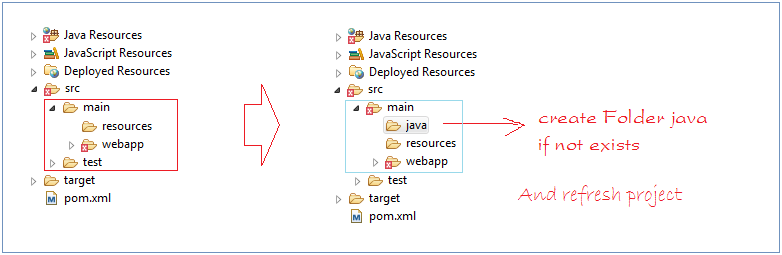 Java Resources
JavaScript Resources
Deployed Resources
src
main
resources
webapp
test
target
pom.xml
Java Resources
JavaScript Resources
Deployed Resources
src
main
java
resources
webapp
test
target
pom.xml
create Folder java
if not exists
And refresh project